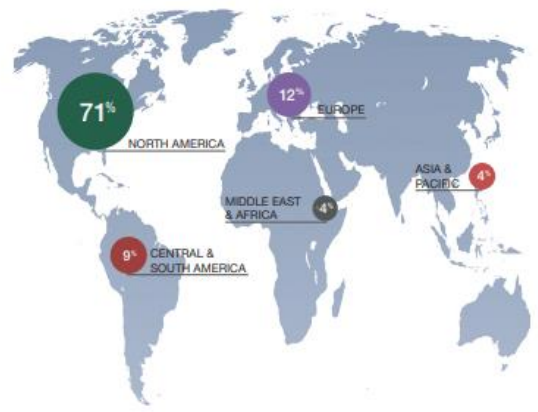 71%
NORTH AMERICA
12%
EUROPE
ASIA &
PACIFIC
4%
MIDDLE EAST
& AFRICA
4%
9%
CENTRAL &
SOUTH AMERICA